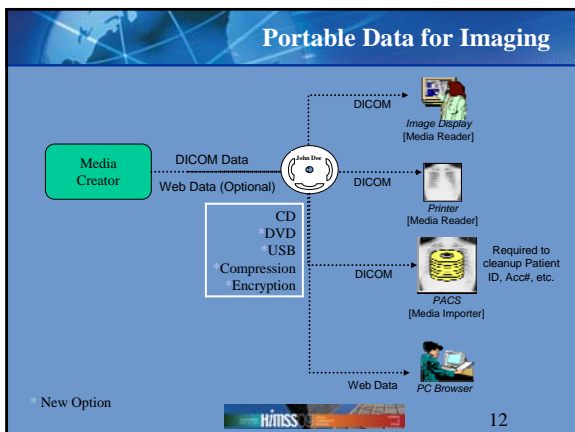 Portable Data for Imaging
DICOM
Image Display
[Media Reader]
Media
Creator
DICOM Data
Web Data (Optional)
John Doe
DICOM
Printer
[Media Reader]
CD
*DVD
*USB
*Compression
*Encryption
DICOM
PACS
[Media Importer]
Required to
cleanup Patient
ID, Acc#, etc.
Web Data
PC Browser
* New Option
HIMSS09
12